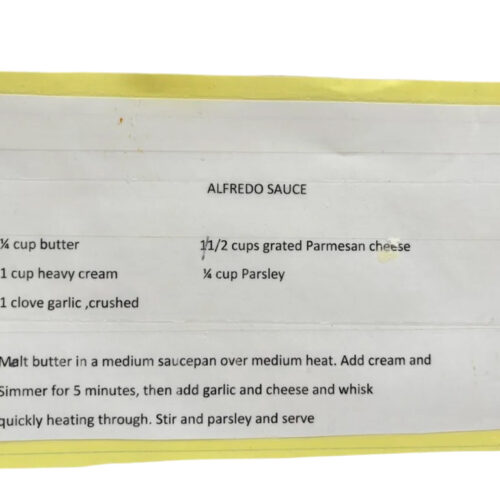 ALFREDO SAUCE
¼ cup butter 1 1/2 cups grated Parmesan cheese
1 cup heavy cream ¼ cup Parsley
1 clove garlic ,crushed
Malt butter in a medium saucepan over medium heat. Add cream and
Simmer for 5 minutes, then add garlic and cheese and whisk
quickly heating through. Stir and parsley and serve